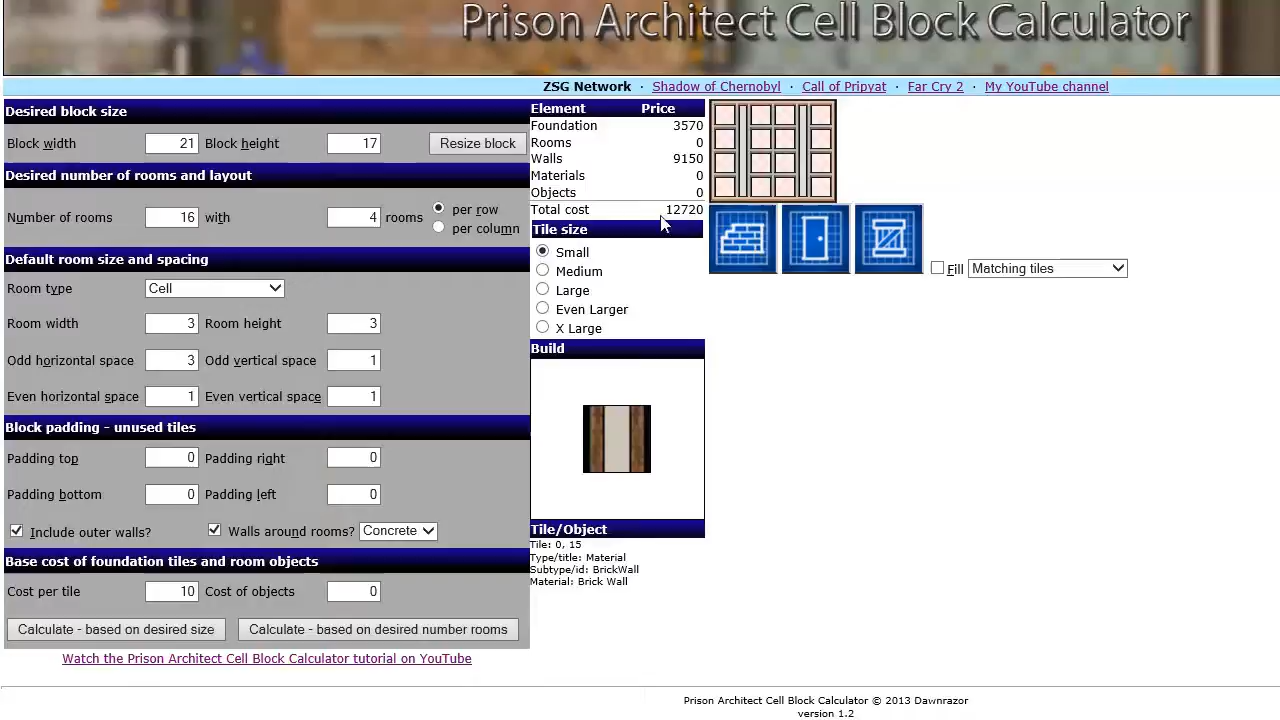 Prison Architect Cell Block Calculator
ZSG Network · Shadow of Chernobyl · Call of Pripyat · Far Cry 2 · My YouTube channel
Desired block size
Block width 21 Block height 17 Resize block
Desired number of rooms and layout
Number of rooms 16 with 4 rooms per row
per column
Default room size and spacing
Room type Cell
Room width 3 Room height 3
Odd horizontal space 3 Odd vertical space 1
Even horizontal space 1 Even vertical space 1
Block padding - unused tiles
Padding top 0 Padding right 0
Padding bottom 0 Padding left 0
Include outer walls? Walls around rooms? Concrete
Base cost of foundation tiles and room objects
Cost per tile 10 Cost of objects 0
Calculate - based on desired size Calculate - based on desired number rooms
Watch the Prison Architect Cell Block Calculator tutorial on YouTube
Element Price
Foundation 3570
Rooms 0
Walls 9150
Materials 0
Objects 0
Total cost 12720
Tile size
Small
Medium
Large
Even Larger
X Large
Build
Tile/Object
Tile: 0, 15
Type/title: Material
Subtype/id: BrickWall
Material: Brick Wall
Fill Matching tiles
Prison Architect Cell Block Calculator © 2013 Dawnrazor
version 1.2